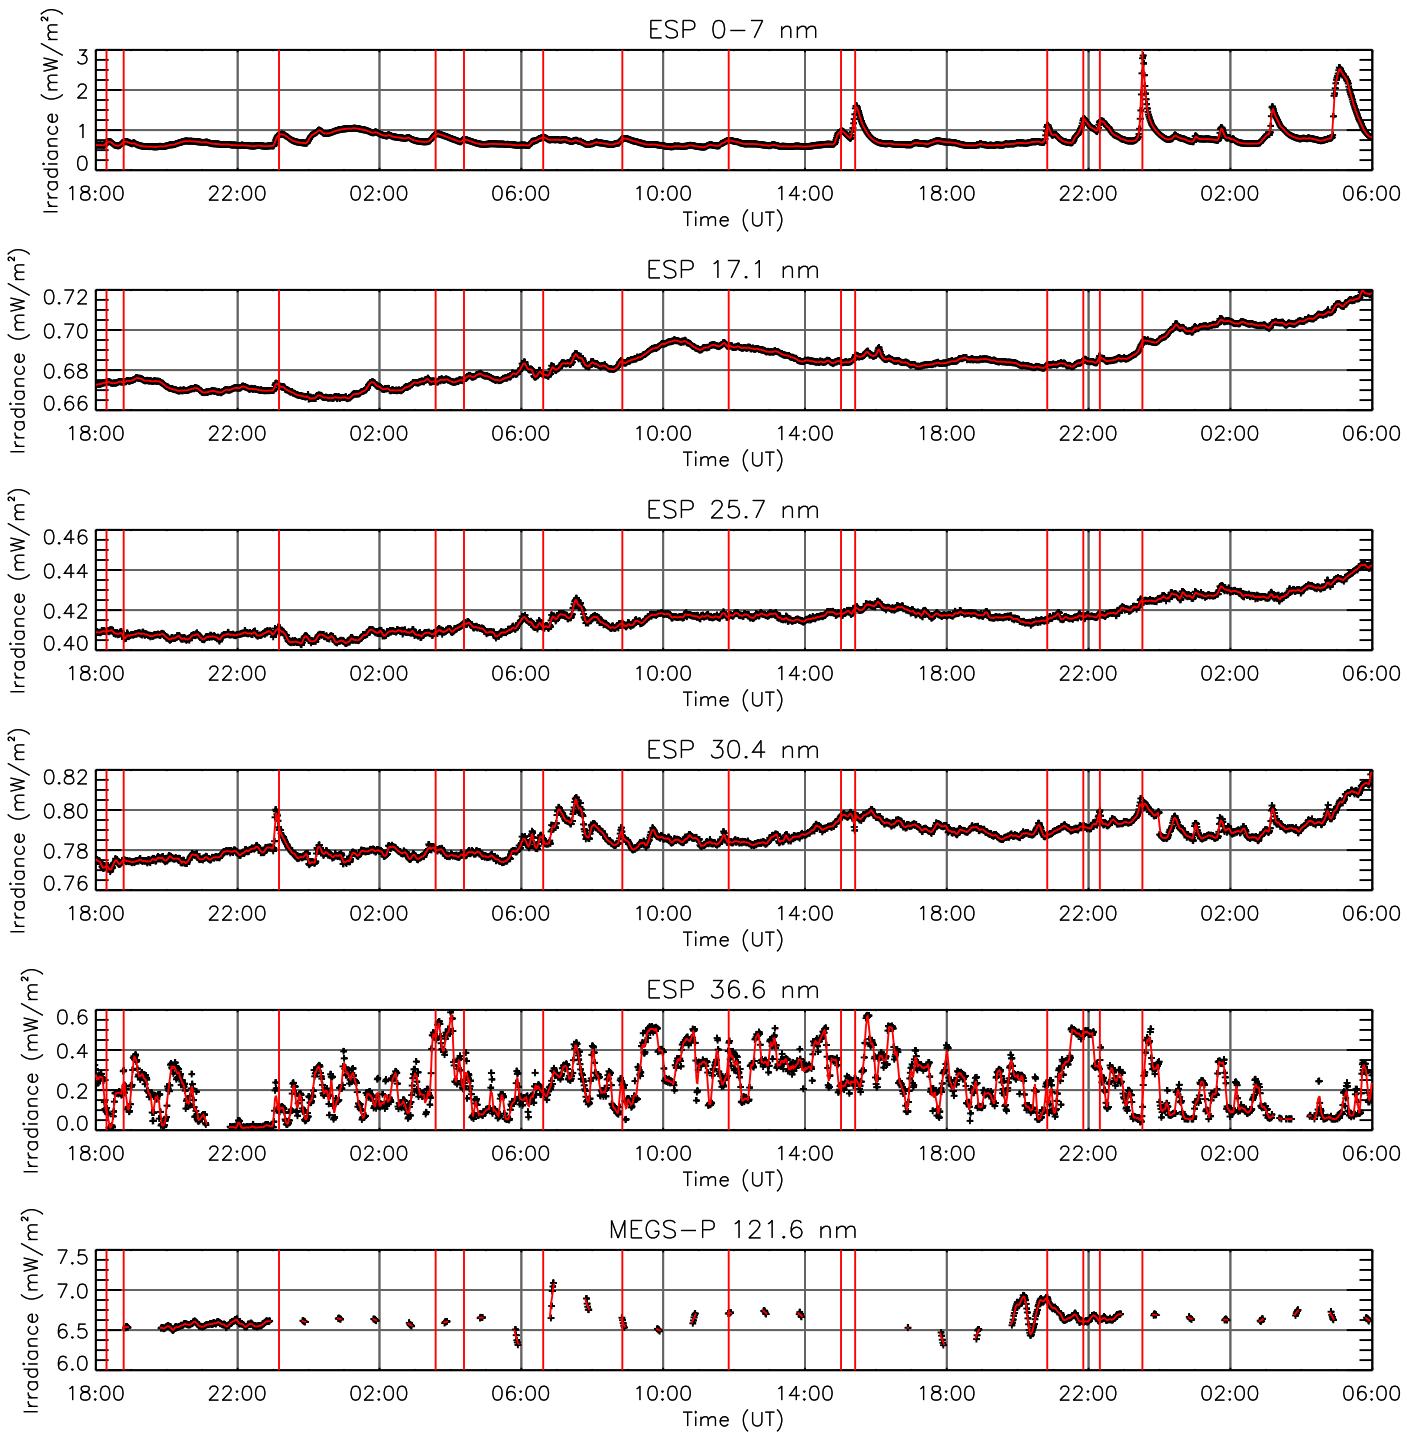 ESP 0−7 nm
Irradiance (mW/m²)
3
2
1
0
18:00 22:00 02:00 06:00 10:00 14:00 18:00 22:00 02:00 06:00
Time (UT)
ESP 17.1 nm
Irradiance (mW/m²)
0.72
0.70
0.68
0.66
18:00 22:00 02:00 06:00 10:00 14:00 18:00 22:00 02:00 06:00
Time (UT)
ESP 25.7 nm
Irradiance (mW/m²)
0.46
0.44
0.42
0.40
18:00 22:00 02:00 06:00 10:00 14:00 18:00 22:00 02:00 06:00
Time (UT)
ESP 30.4 nm
Irradiance (mW/m²)
0.82
0.80
0.78
0.76
18:00 22:00 02:00 06:00 10:00 14:00 18:00 22:00 02:00 06:00
Time (UT)
ESP 36.6 nm
Irradiance (mW/m²)
0.6
0.4
0.2
0.0
18:00 22:00 02:00 06:00 10:00 14:00 18:00 22:00 02:00 06:00
Time (UT)
MEGS−P 121.6 nm
Irradiance (mW/m²)
7.5
7.0
6.5
6.0
18:00 22:00 02:00 06:00 10:00 14:00 18:00 22:00 02:00 06:00
Time (UT)